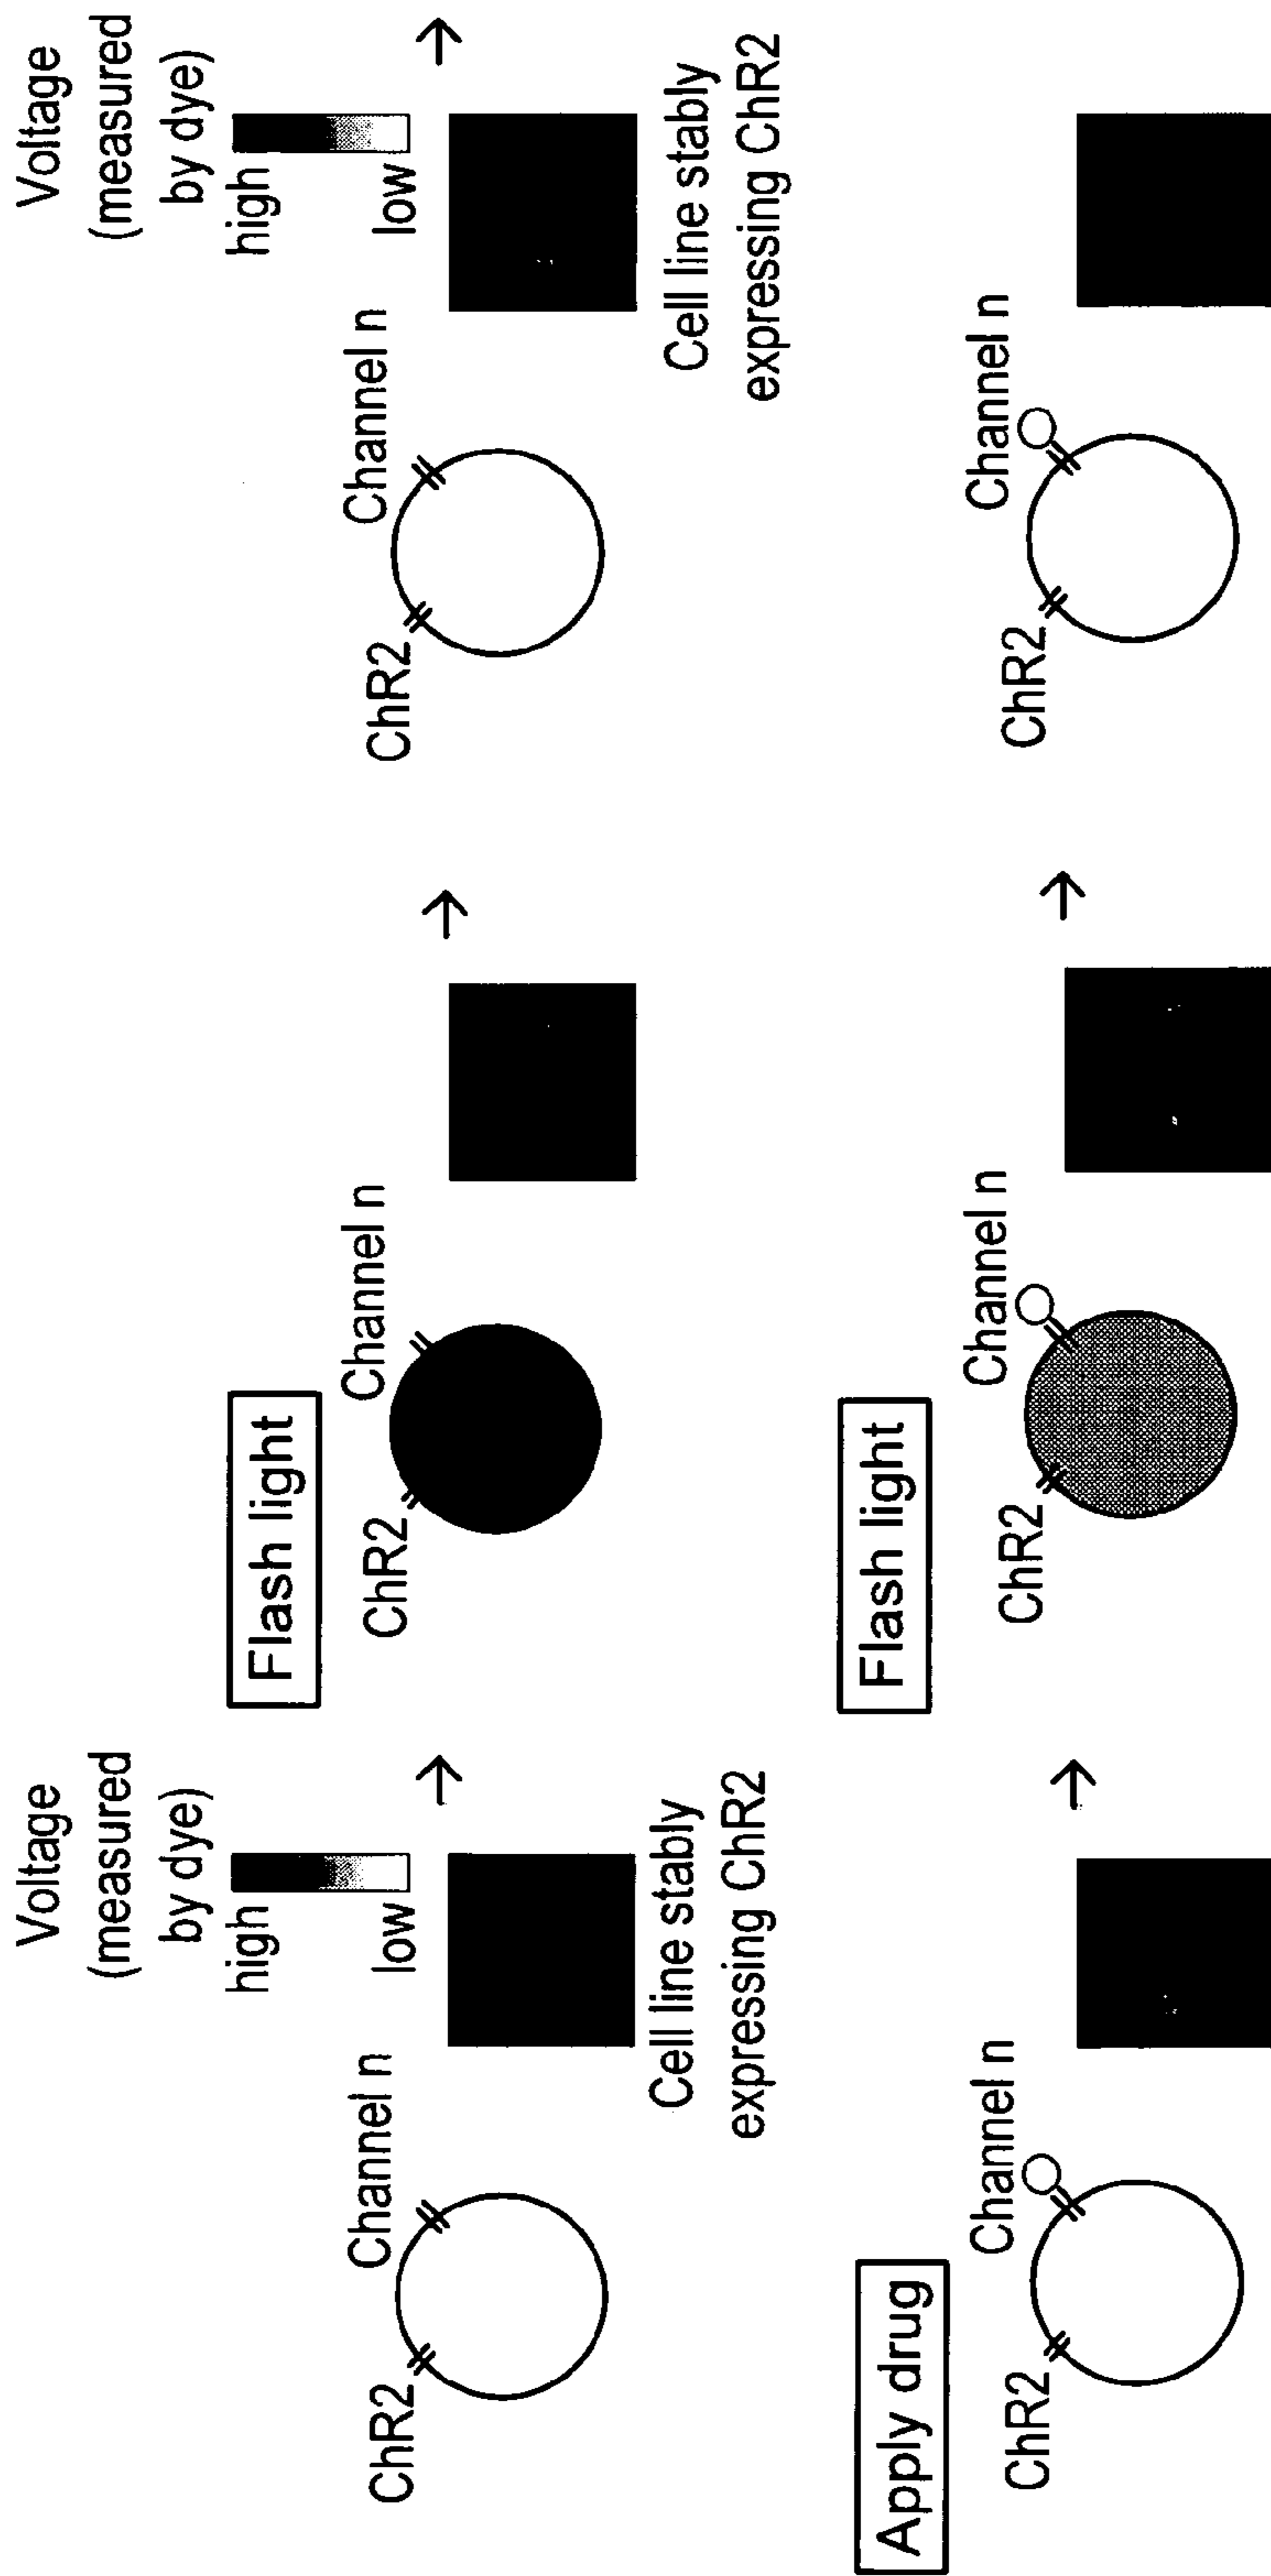 Voltage
(measured
by dye)
high
low
ChR2
Channel n
Cell line stably
expressing ChR2
Flash light
ChR2
Channel n
Voltage
(measured
by dye)
high
low
ChR2
Channel n
Cell line stably
expressing ChR2
Apply drug
ChR2
Channel n
Flash light
ChR2
Channel n
ChR2
Channel n